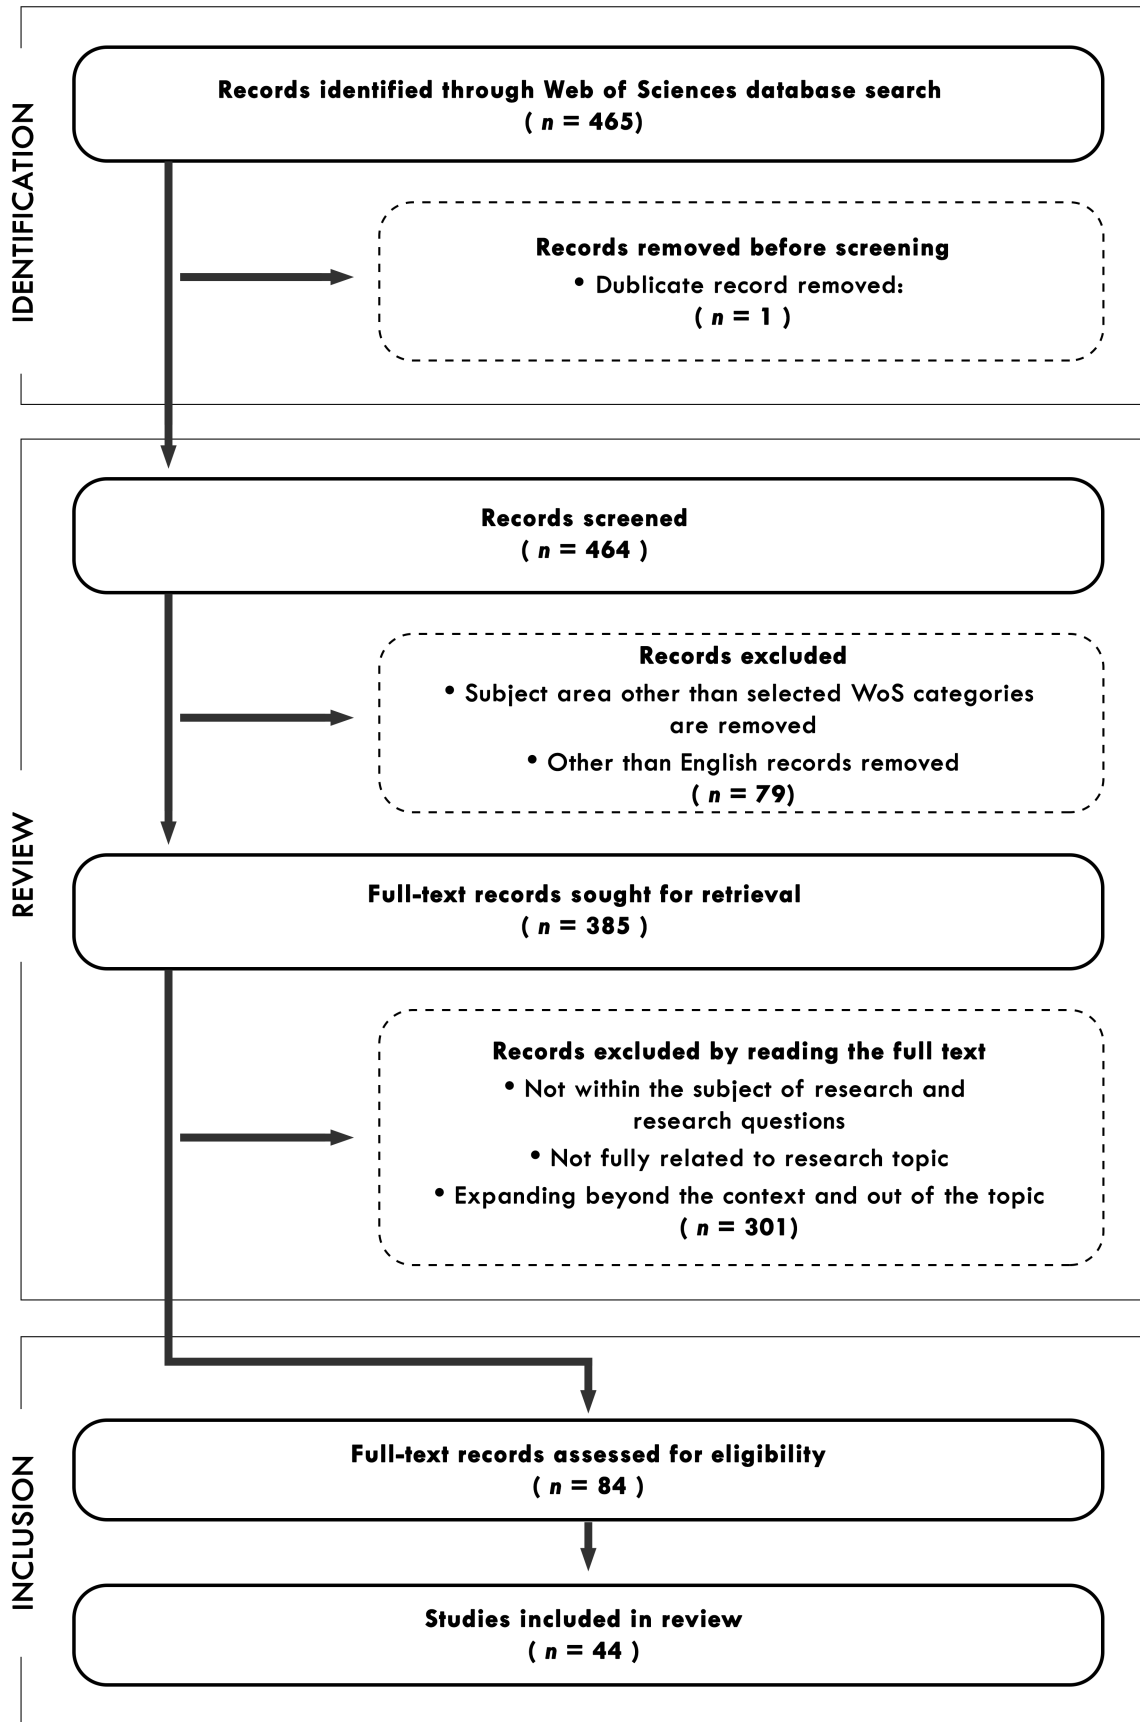 IDENTIFICATION
Records identified through Web of Sciences database search
( n = 465)
Records removed before screening
• Dublicate record removed:
( n = 1 )
REVIEW
Records screened
( n = 464 )
Records excluded
• Subject area other than selected WoS categories
are removed
• Other than English records removed
( n = 79)
Full-text records sought for retrieval
( n = 385 )
Records excluded by reading the full text
• Not within the subject of research and
research questions
• Not fully related to research topic
• Expanding beyond the context and out of the topic
( n = 301)
INCLUSION
Full-text records assessed for eligibility
( n = 84 )
Studies included in review
( n = 44 )